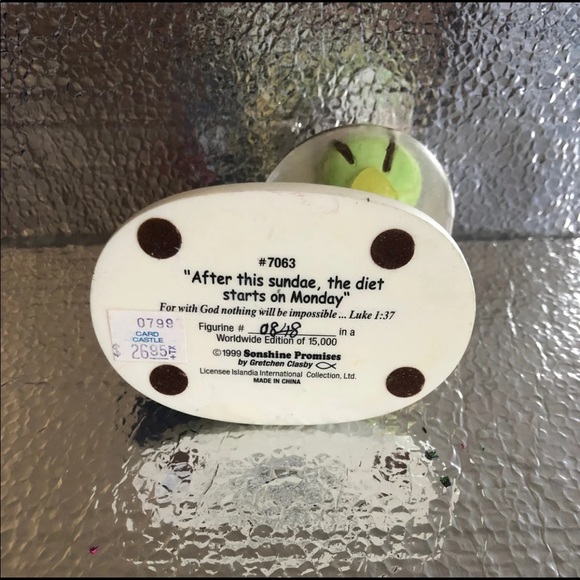 #7063
"After this sundae, the diet
starts on Monday"
For with God nothing will be impossible ... Luke 1:37
Figurine # 0848 in a
Worldwide Edition of 15,000
©1999 Sonshine Promises
by Gretchen Clasby
Licensee Islandia International Collection, Ltd.
MADE IN CHINA
0799
CARD
CASTLE
$ 2695